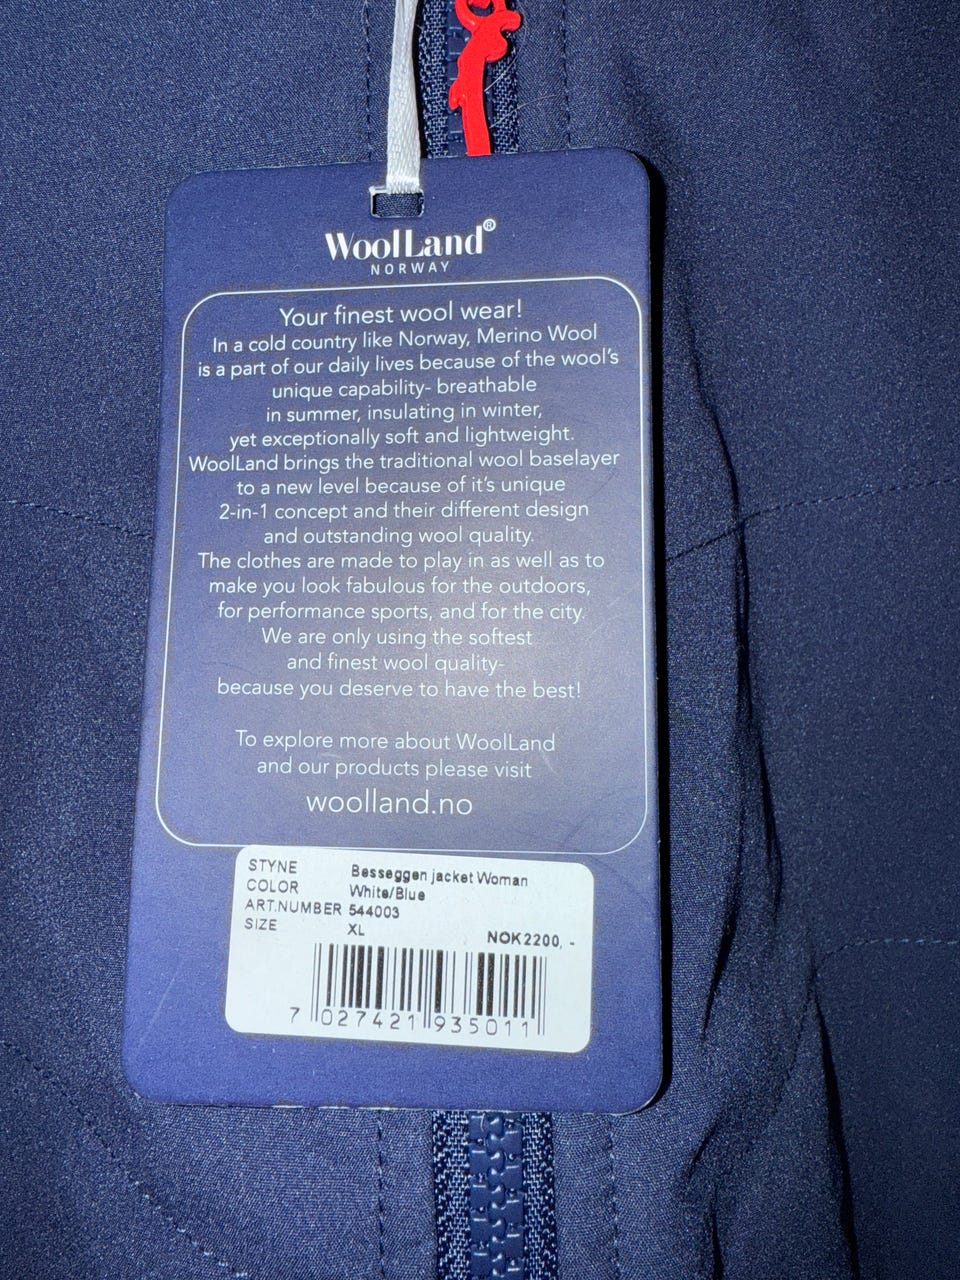 WoolLand®
NORWAY
Your finest wool wear!
In a cold country like Norway, Merino Wool
is a part of our daily lives because of the wool's
unique capability- breathable
in summer, insulating in winter,
yet exceptionally soft and lightweight.
WoolLand brings the traditional wool baselayer
to a new level because of it's unique
2-in-1 concept and their different design
and outstanding wool quality.
The clothes are made to play in as well as to
make you look fabulous for the outdoors,
for performance sports, and for the city.
We are only using the softest
and finest wool quality-
because you deserve to have the best!
To explore more about WoolLand
and our products please visit
woolland.no
STYNE Besseggen jacket Woman
COLOR White/Blue
ART.NUMBER 544003
SIZE XL
NOK2200, -
7 027421 935011